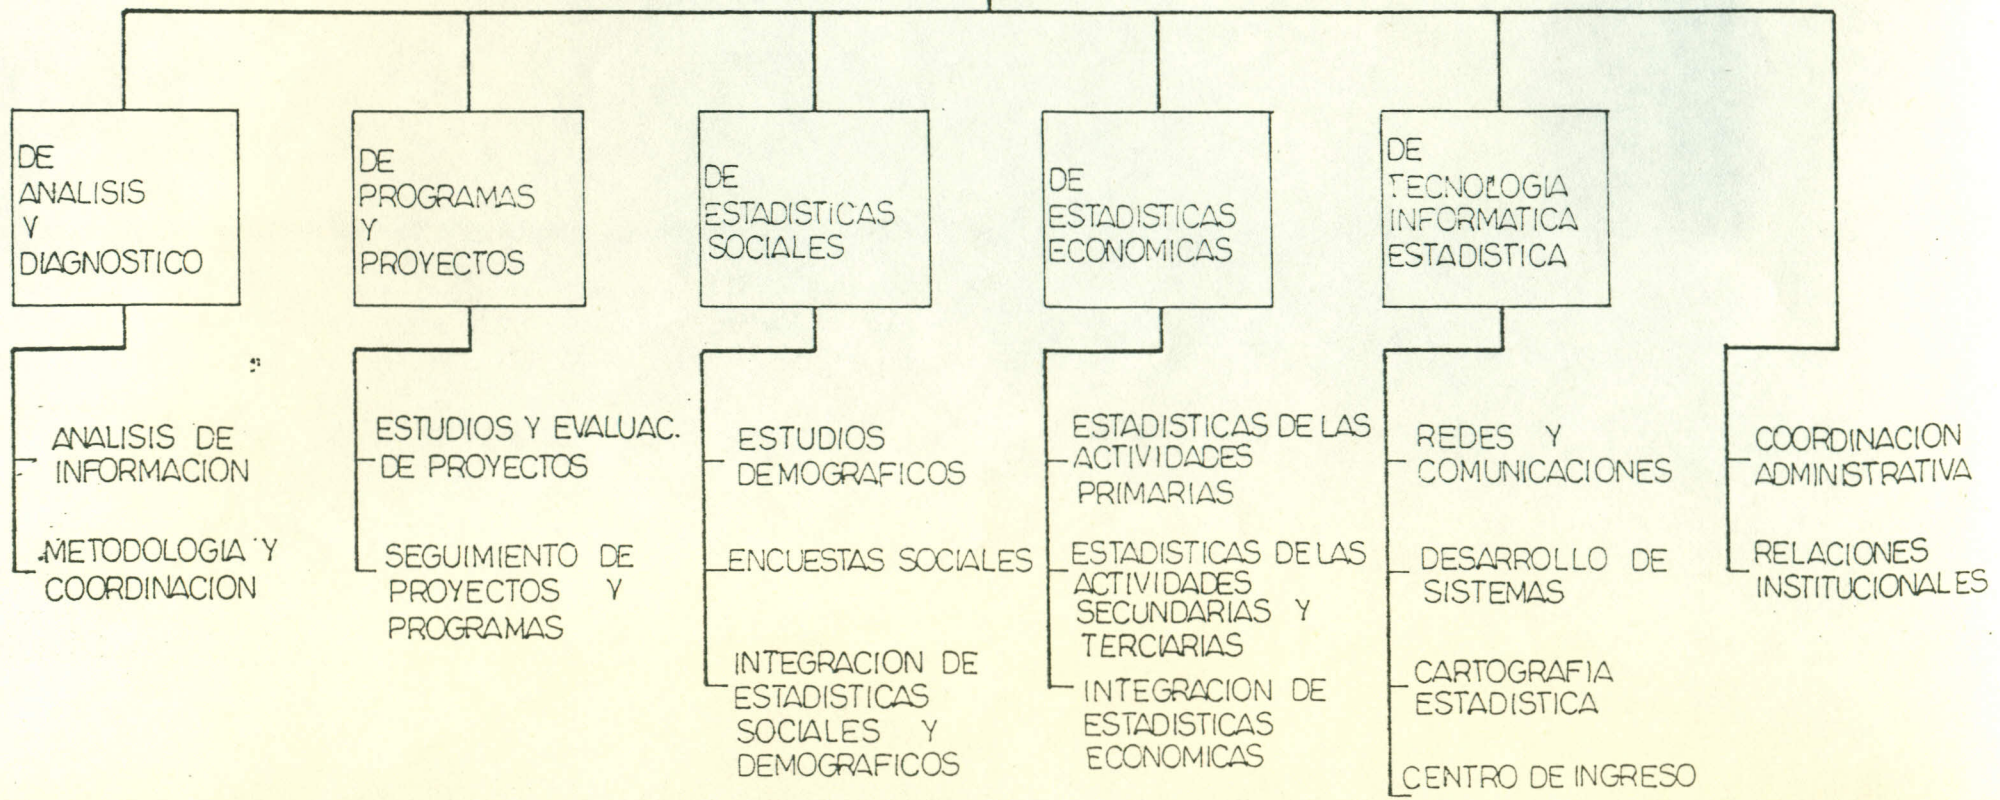 DE
ANALISIS
Y
DIAGNOSTICO
DE
PROGRAMAS
Y
PROYECTOS
DE
ESTADISTICAS
SOCIALES
DE
ESTADISTICAS
ECONOMICAS
DE
TECNOLOGIA
INFORMATICA
ESTADISTICA
ANALISIS DE
INFORMACION
METODOLOGIA Y
COORDINACION
ESTUDIOS Y EVALUAC.
DE PROYECTOS
SEGUIMIENTO DE
PROYECTOS Y
PROGRAMAS
ESTUDIOS
DEMOGRAFICOS
ENCUESTAS SOCIALES
INTEGRACION DE
ESTADISTICAS
SOCIALES Y
DEMOGRAFICOS
ESTADISTICAS DE LAS
ACTIVIDADES
PRIMARIAS
ESTADISTICAS DE LAS
ACTIVIDADES
SECUNDARIAS Y
TERCIARIAS
INTEGRACION DE
ESTADISTICAS
ECONOMICAS
REDES Y
COMUNICACIONES
DESARROLLO DE
SISTEMAS
CARTOGRAFIA
ESTADISTICA
CENTRO DE INGRESO
COORDINACION
ADMINISTRATIVA
RELACIONES
INSTITUCIONALES